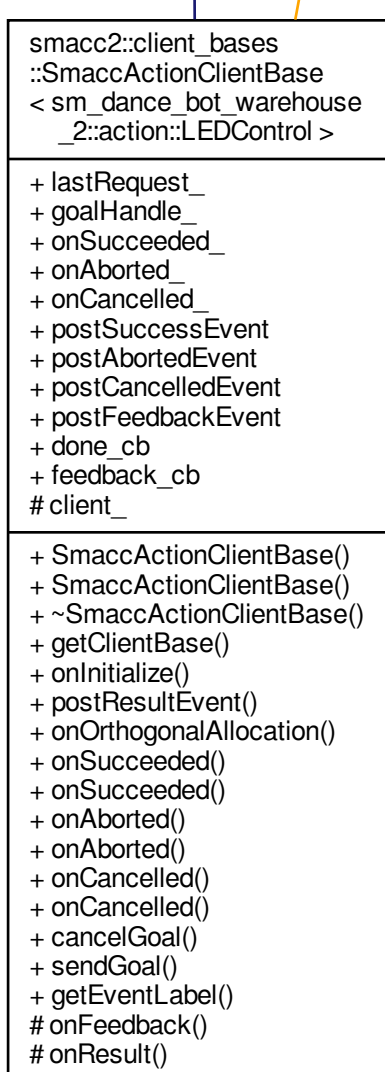 smacc2::client_bases
::SmaccActionClientBase
< sm_dance_bot_warehouse
_2::action::LEDControl >
+ lastRequest_
+ goalHandle_
+ onSucceeded_
+ onAborted_
+ onCancelled_
+ postSuccessEvent
+ postAbortedEvent
+ postCancelledEvent
+ postFeedbackEvent
+ done_cb
+ feedback_cb
# client_
+ SmaccActionClientBase()
+ SmaccActionClientBase()
+ ~SmaccActionClientBase()
+ getClientBase()
+ onInitialize()
+ postResultEvent()
+ onOrthogonalAllocation()
+ onSucceeded()
+ onSucceeded()
+ onAborted()
+ onAborted()
+ onCancelled()
+ onCancelled()
+ cancelGoal()
+ sendGoal()
+ getEventLabel()
# onFeedback()
# onResult()